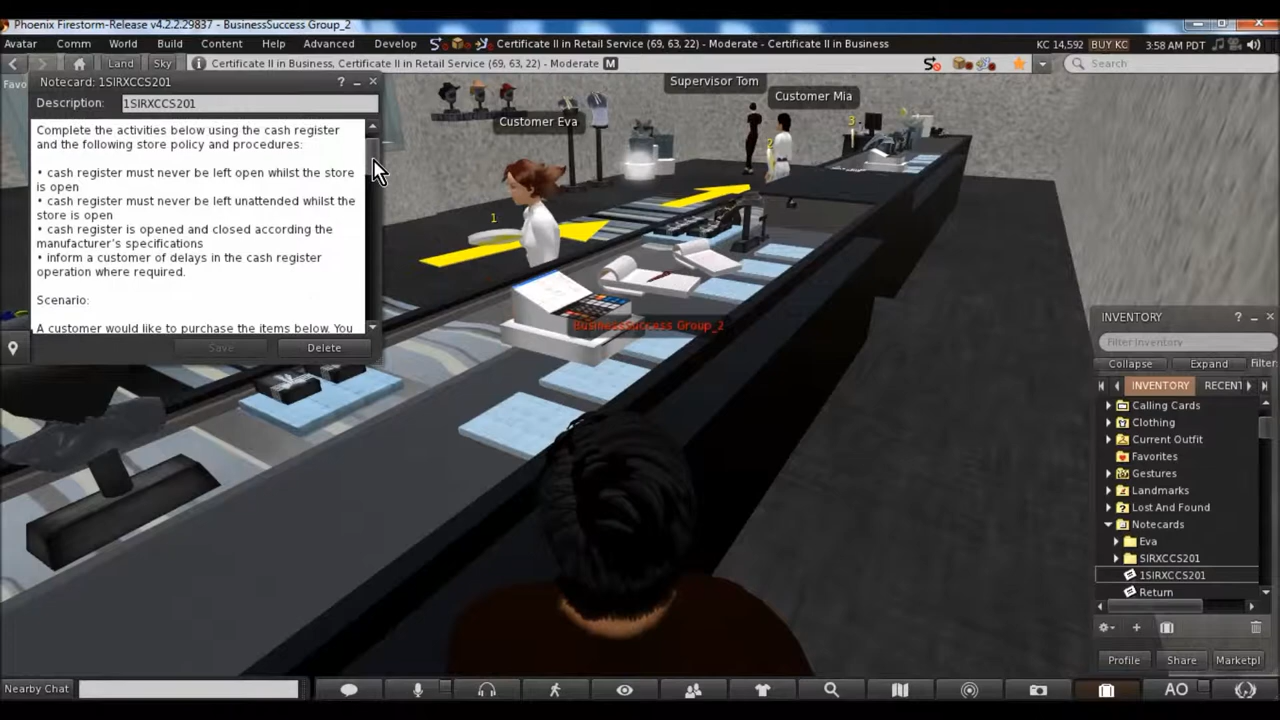 Phoenix Firestorm-Release v4.2.2.29837 - BusinessSuccess Group_2
Avatar Comm World Build Content Help Advanced Develop Certificate II in Retail Service (69, 63, 22) - Moderate - Certificate II in Business KC 14,592 BUY KC 3:58 AM PDT
Land Sky Certificate II in Business, Certificate II in Retail Service (69, 63, 22) - Moderate M Search
Favo
Notecard: 1SIRXCCS201
Description: 1SIRXCCS201
Complete the activities below using the cash register
and the following store policy and procedures:
• cash register must never be left open whilst the store
is open
• cash register must never be left unattended whilst the
store is open
• cash register is opened and closed according the
manufacturer's specifications
• inform a customer of delays in the cash register
operation where required.
Scenario:
A customer would like to purchase the items below. You
Save Delete
Supervisor Tom
Customer Mia
Customer Eva
3
2
1
BusinessSuccess Group_2
INVENTORY
Filter Inventory
Collapse Expand Filter:
INVENTORY RECENT
Calling Cards
Clothing
Current Outfit
Favorites
Gestures
Landmarks
Lost And Found
Notecards
Eva
SIRXCCS201
1SIRXCCS201
Return
Profile Share Marketpl
Nearby Chat AO